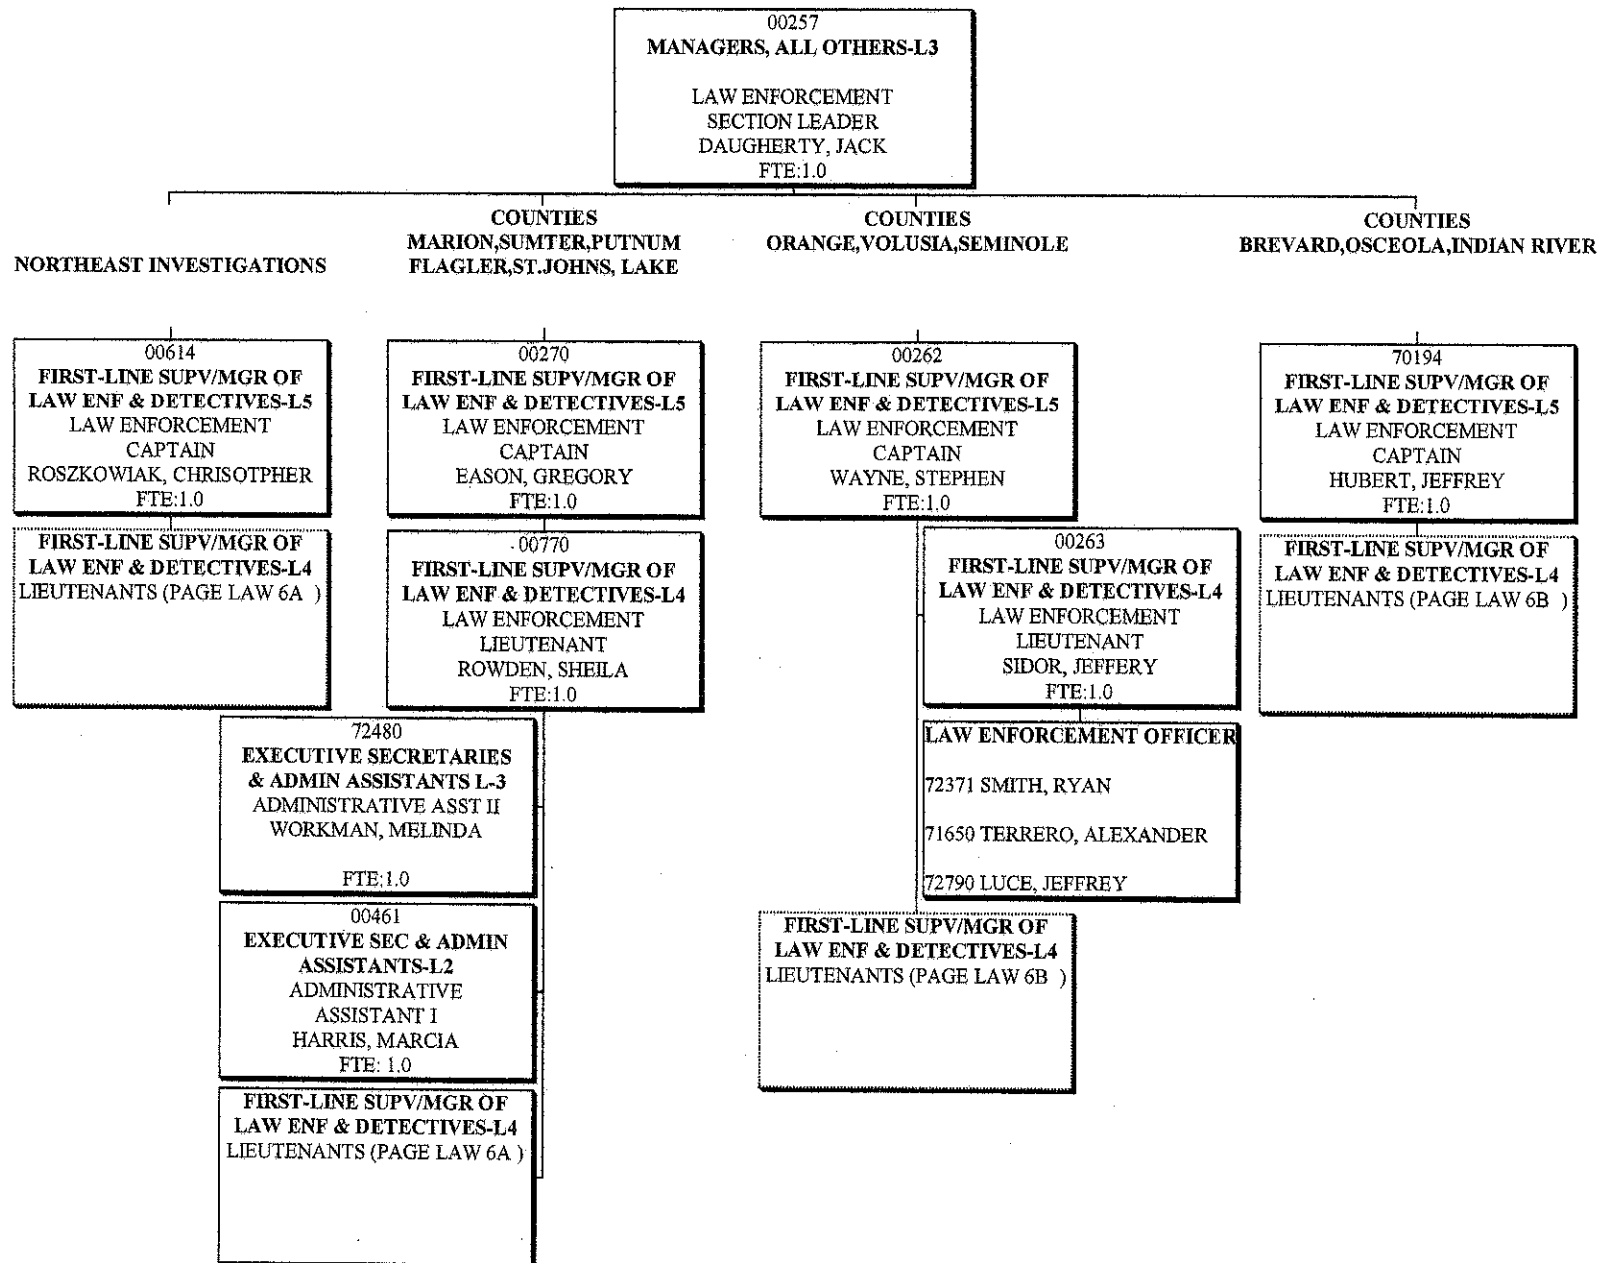 00257
MANAGERS, ALL OTHERS-L3
LAW ENFORCEMENT
SECTION LEADER
DAUGHERTY, JACK
FTE:1.0
NORTHEAST INVESTIGATIONS
COUNTIES
MARION,SUMTER,PUTNUM
FLAGLER,ST.JOHNS, LAKE
COUNTIES
ORANGE,VOLUSIA,SEMINOLE
COUNTIES
BREVARD,OSCEOLA,INDIAN RIVER
00614
FIRST-LINE SUPV/MGR OF
LAW ENF & DETECTIVES-L5
LAW ENFORCEMENT
CAPTAIN
ROSZKOWIAK, CHRISOTPHER
FTE:1.0
FIRST-LINE SUPV/MGR OF
LAW ENF & DETECTIVES-L4
LIEUTENANTS (PAGE LAW 6A )
00270
FIRST-LINE SUPV/MGR OF
LAW ENF & DETECTIVES-L5
LAW ENFORCEMENT
CAPTAIN
EASON, GREGORY
FTE:1.0
00770
FIRST-LINE SUPV/MGR OF
LAW ENF & DETECTIVES-L4
LAW ENFORCEMENT
LIEUTENANT
ROWDEN, SHEILA
FTE:1.0
72480
EXECUTIVE SECRETARIES
& ADMIN ASSISTANTS L-3
ADMINISTRATIVE ASST II
WORKMAN, MELINDA
FTE:1.0
00461
EXECUTIVE SEC & ADMIN
ASSISTANTS-L2
ADMINISTRATIVE
ASSISTANT I
HARRIS, MARCIA
FTE: 1.0
FIRST-LINE SUPV/MGR OF
LAW ENF & DETECTIVES-L4
LIEUTENANTS (PAGE LAW 6A )
00262
FIRST-LINE SUPV/MGR OF
LAW ENF & DETECTIVES-L5
LAW ENFORCEMENT
CAPTAIN
WAYNE, STEPHEN
FTE:1.0
00263
FIRST-LINE SUPV/MGR OF
LAW ENF & DETECTIVES-L4
LAW ENFORCEMENT
LIEUTENANT
SIDOR, JEFFERY
FTE:1.0
LAW ENFORCEMENT OFFICER
72371 SMITH, RYAN
71650 TERRERO, ALEXANDER
72790 LUCE, JEFFREY
FIRST-LINE SUPV/MGR OF
LAW ENF & DETECTIVES-L4
LIEUTENANTS (PAGE LAW 6B )
70194
FIRST-LINE SUPV/MGR OF
LAW ENF & DETECTIVES-L5
LAW ENFORCEMENT
CAPTAIN
HUBERT, JEFFREY
FTE:1.0
FIRST-LINE SUPV/MGR OF
LAW ENF & DETECTIVES-L4
LIEUTENANTS (PAGE LAW 6B )